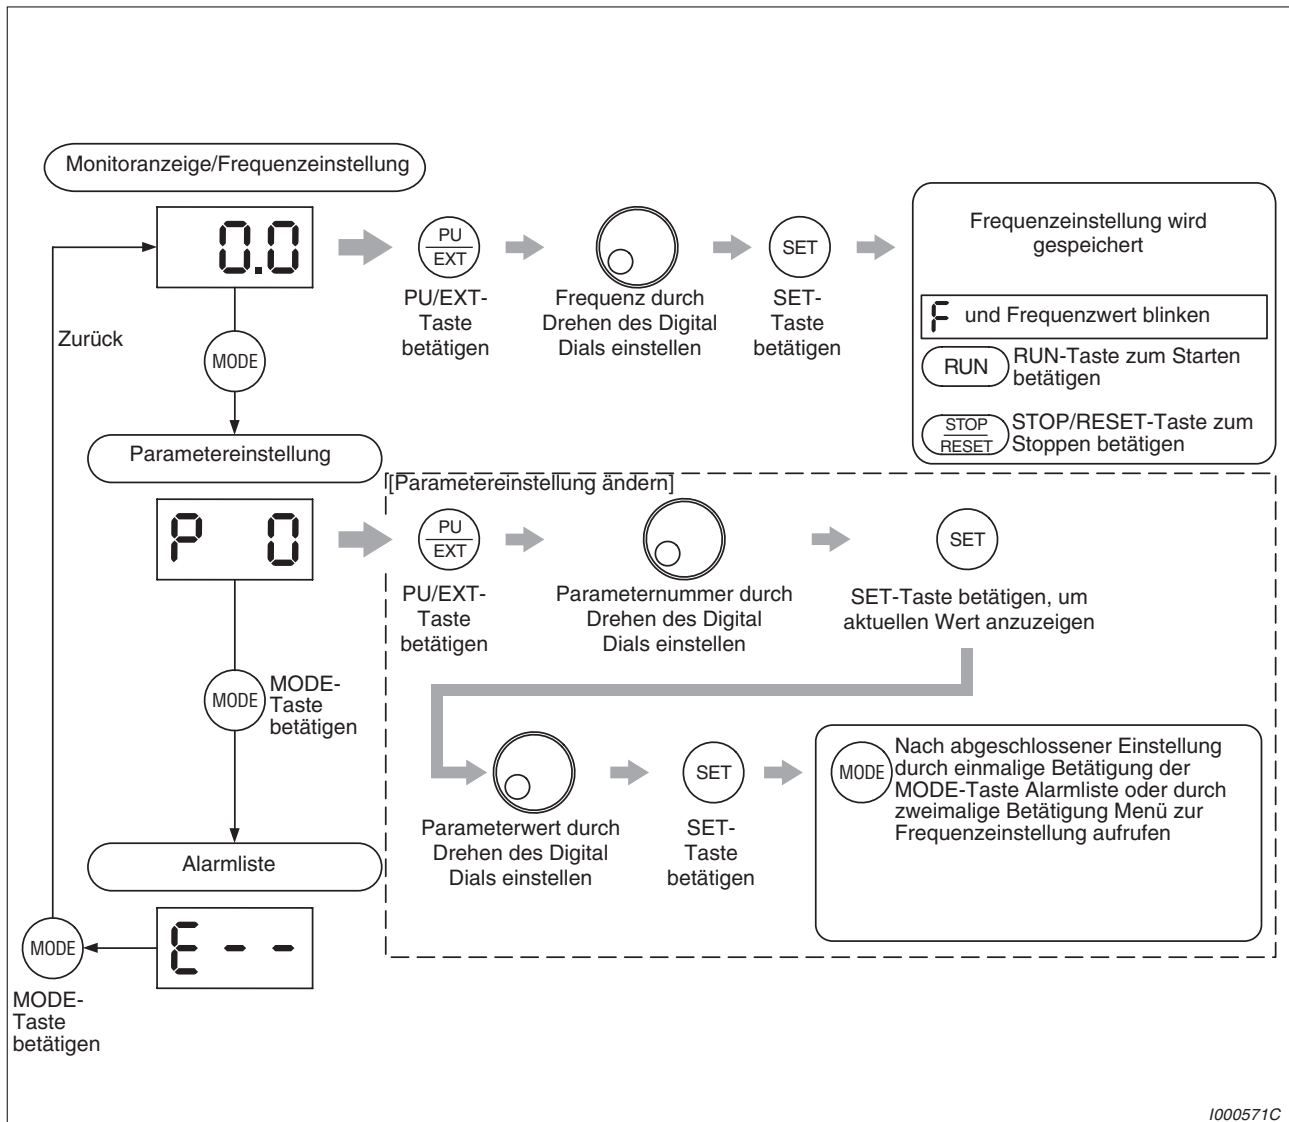 Monitoranzeige/Frequenzeinstellung
0.0
PU
EXT
PU/EXT-
Taste
betätigen
Frequenz durch
Drehen des Digital
Dials einstellen
SET
SET-
Taste
betätigen
Frequenzeinstellung wird
gespeichert
F und Frequenzwert blinken
RUN
RUN-Taste zum Starten
betätigen
STOP
RESET
STOP/RESET-Taste zum
Stoppen betätigen
Zurück
MODE
Parametereinstellung
P 0
[Parametereinstellung ändern]
PU
EXT
PU/EXT-
Taste
betätigen
Parameternummer durch
Drehen des Digital
Dials einstellen
SET
SET-Taste betätigen, um
aktuellen Wert anzuzeigen
MODE
MODE-
Taste
betätigen
Parameterwert durch
Drehen des Digital
Dials einstellen
SET
SET-
Taste
betätigen
MODE
Nach abgeschlossener Einstellung
durch einmalige Betätigung der
MODE-Taste Alarmliste oder durch
zweimalige Betätigung Menü zur
Frequenzeinstellung aufrufen
Alarmliste
E--
MODE
MODE-
Taste
betätigen
I000571C